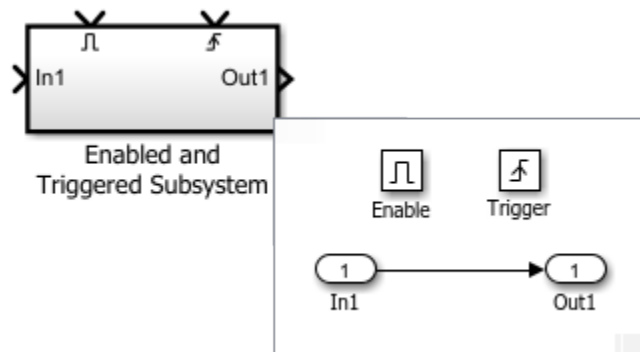 In1 Out1
Enabled and
Triggered Subsystem
Enable Trigger
1 1
In1 Out1